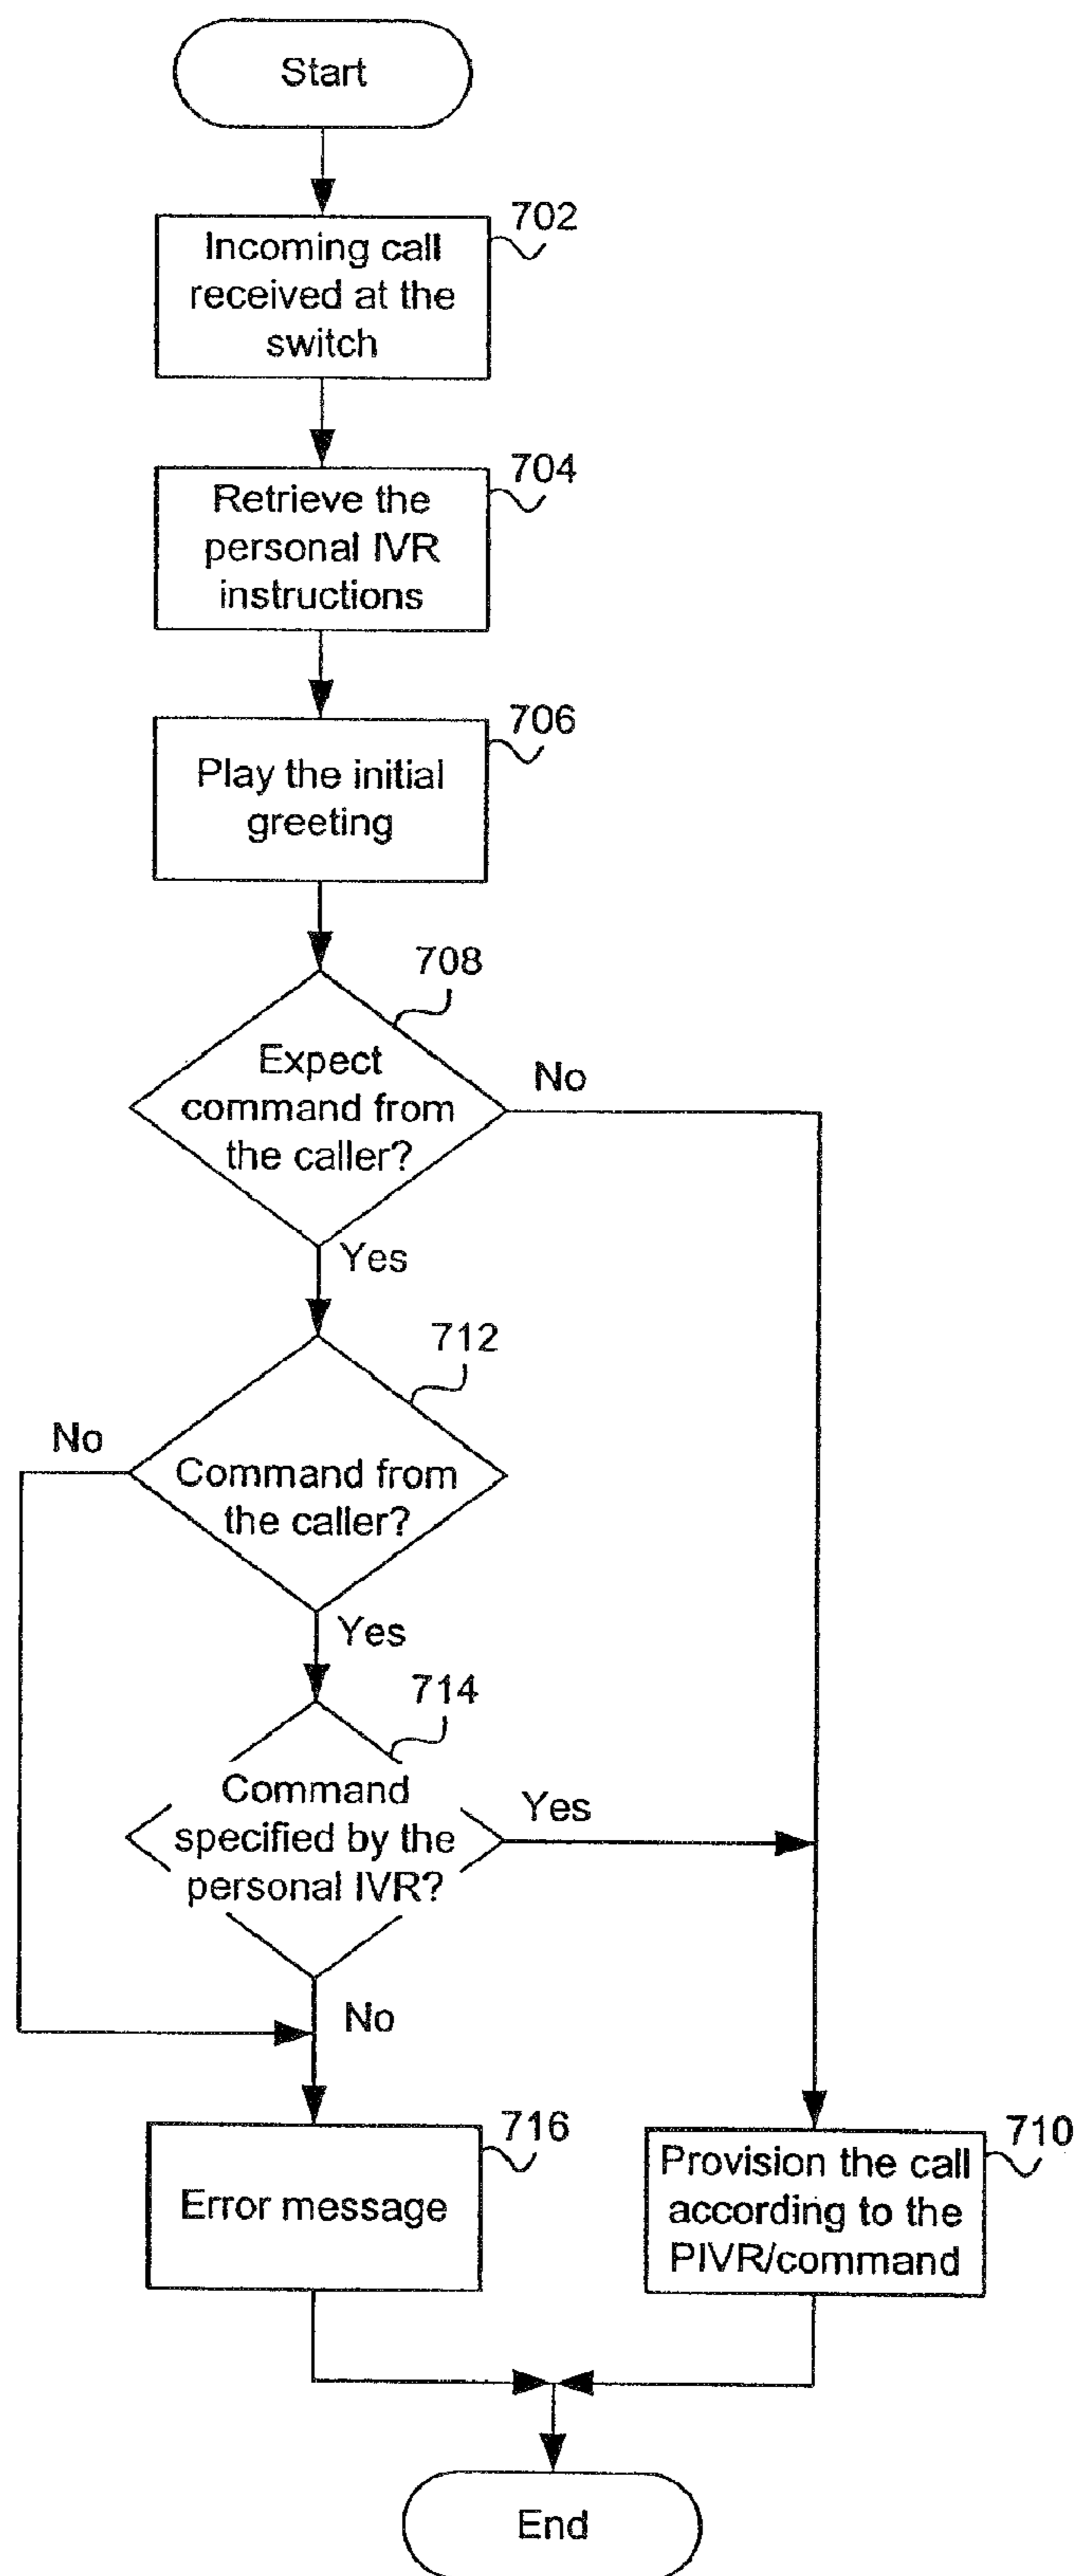 Start
702
Incoming call
received at the
switch
704
Retrieve the
personal IVR
instructions
706
Play the initial
greeting
708
Expect
command from
the caller?
No
Yes
712
No
Command from
the caller?
Yes
714
Command
specified by the
personal IVR?
Yes
No
716
Error message
710
Provision the call
according to the
PIVR/command
End